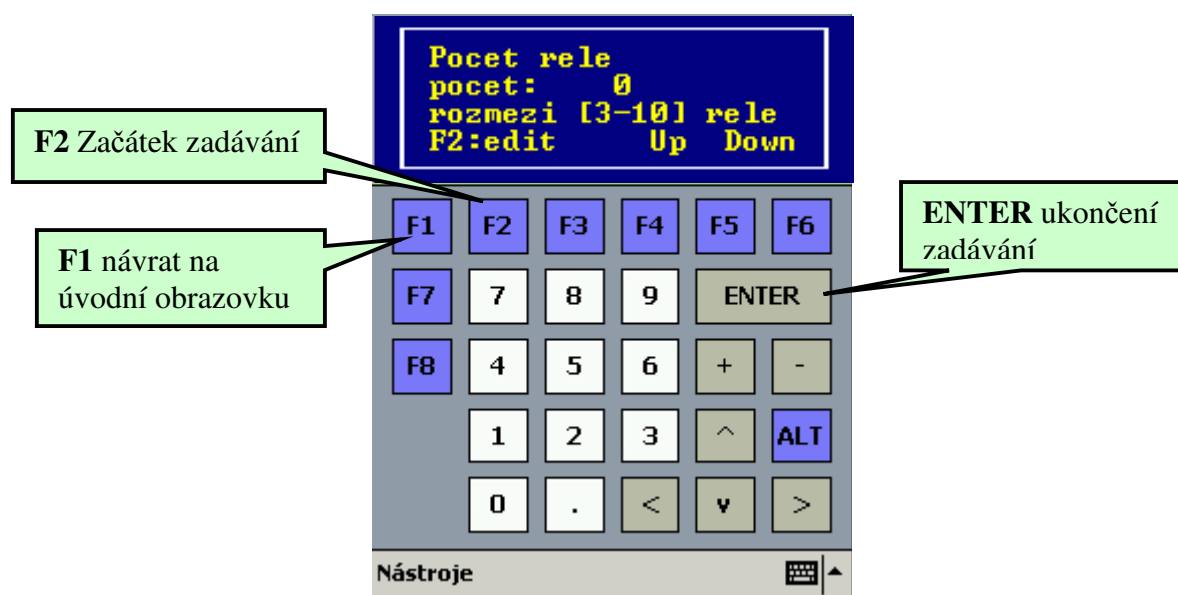 Pocet rele
pocet: 0
rozmezi [3-10] rele
F2:edit Up Down
F2 Začátek zadávání
F1 návrat na
úvodní obrazovku
ENTER ukončení
zadávání
F1 F2 F3 F4 F5 F6
F7 7 8 9 ENTER
F8 4 5 6 + -
1 2 3 ^ ALT
0 . < v >
Nástroje